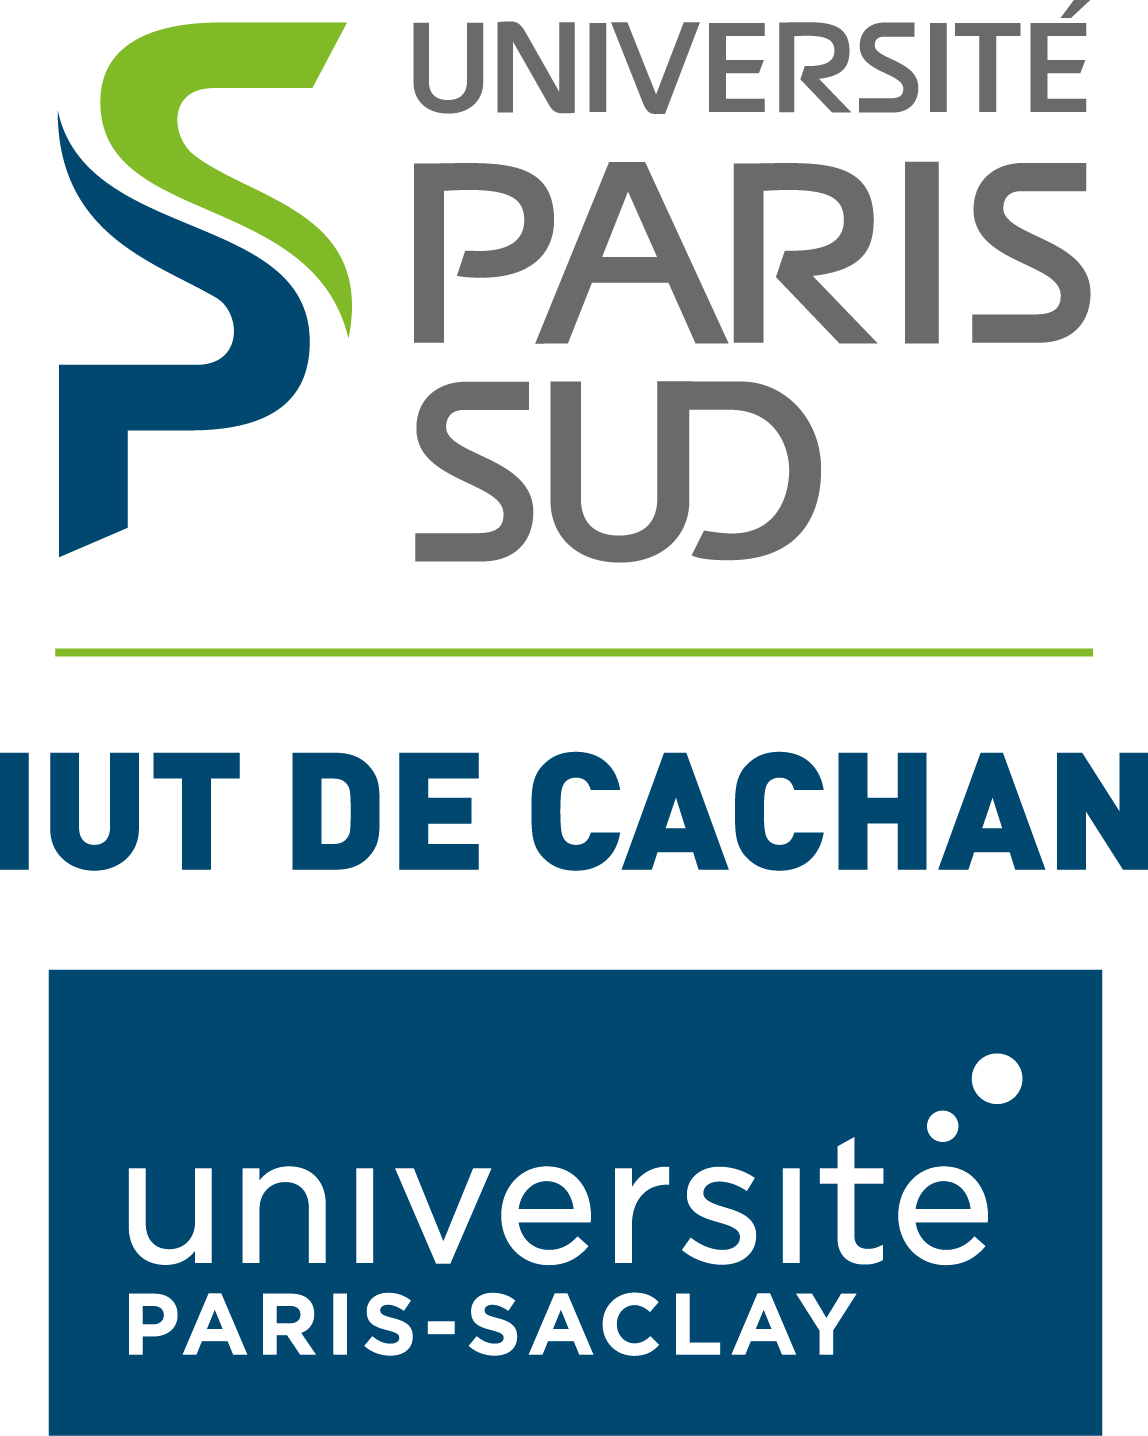 UNIVERSITÉ
PARIS
SUD
IUT DE CACHAN
université
PARIS-SACLAY